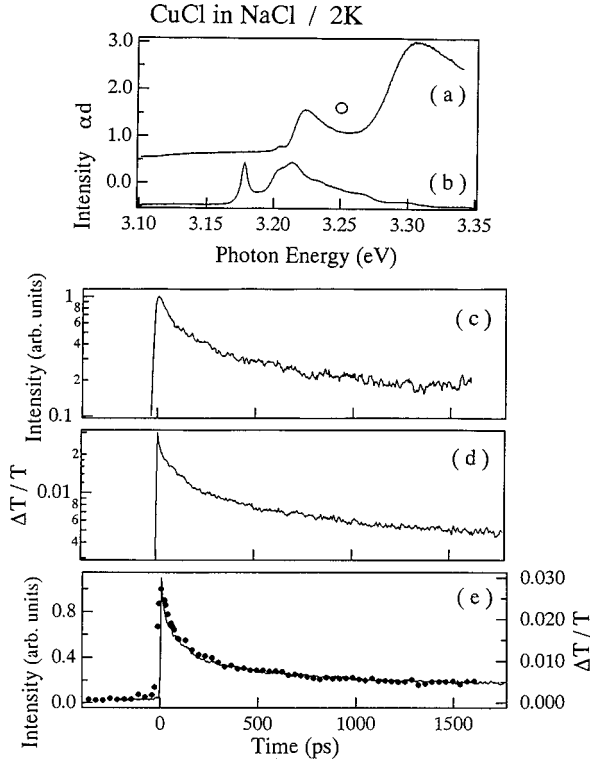 CuCl in NaCl / 2K
3.0
2.0
1.0
0.0
Intensity αd
(a)
(b)
3.10 3.15 3.20 3.25 3.30 3.35
Photon Energy (eV)
Intensity (arb. units)
1
8
6
4
2
0.1
(c)
ΔT/T
2
0.01
8
6
4
(d)
Intensity (arb. units)
0.8
0.4
0.0
(e)
0.030
0.020
0.010
0.000
ΔT/T
0 500 1000 1500
Time (ps)